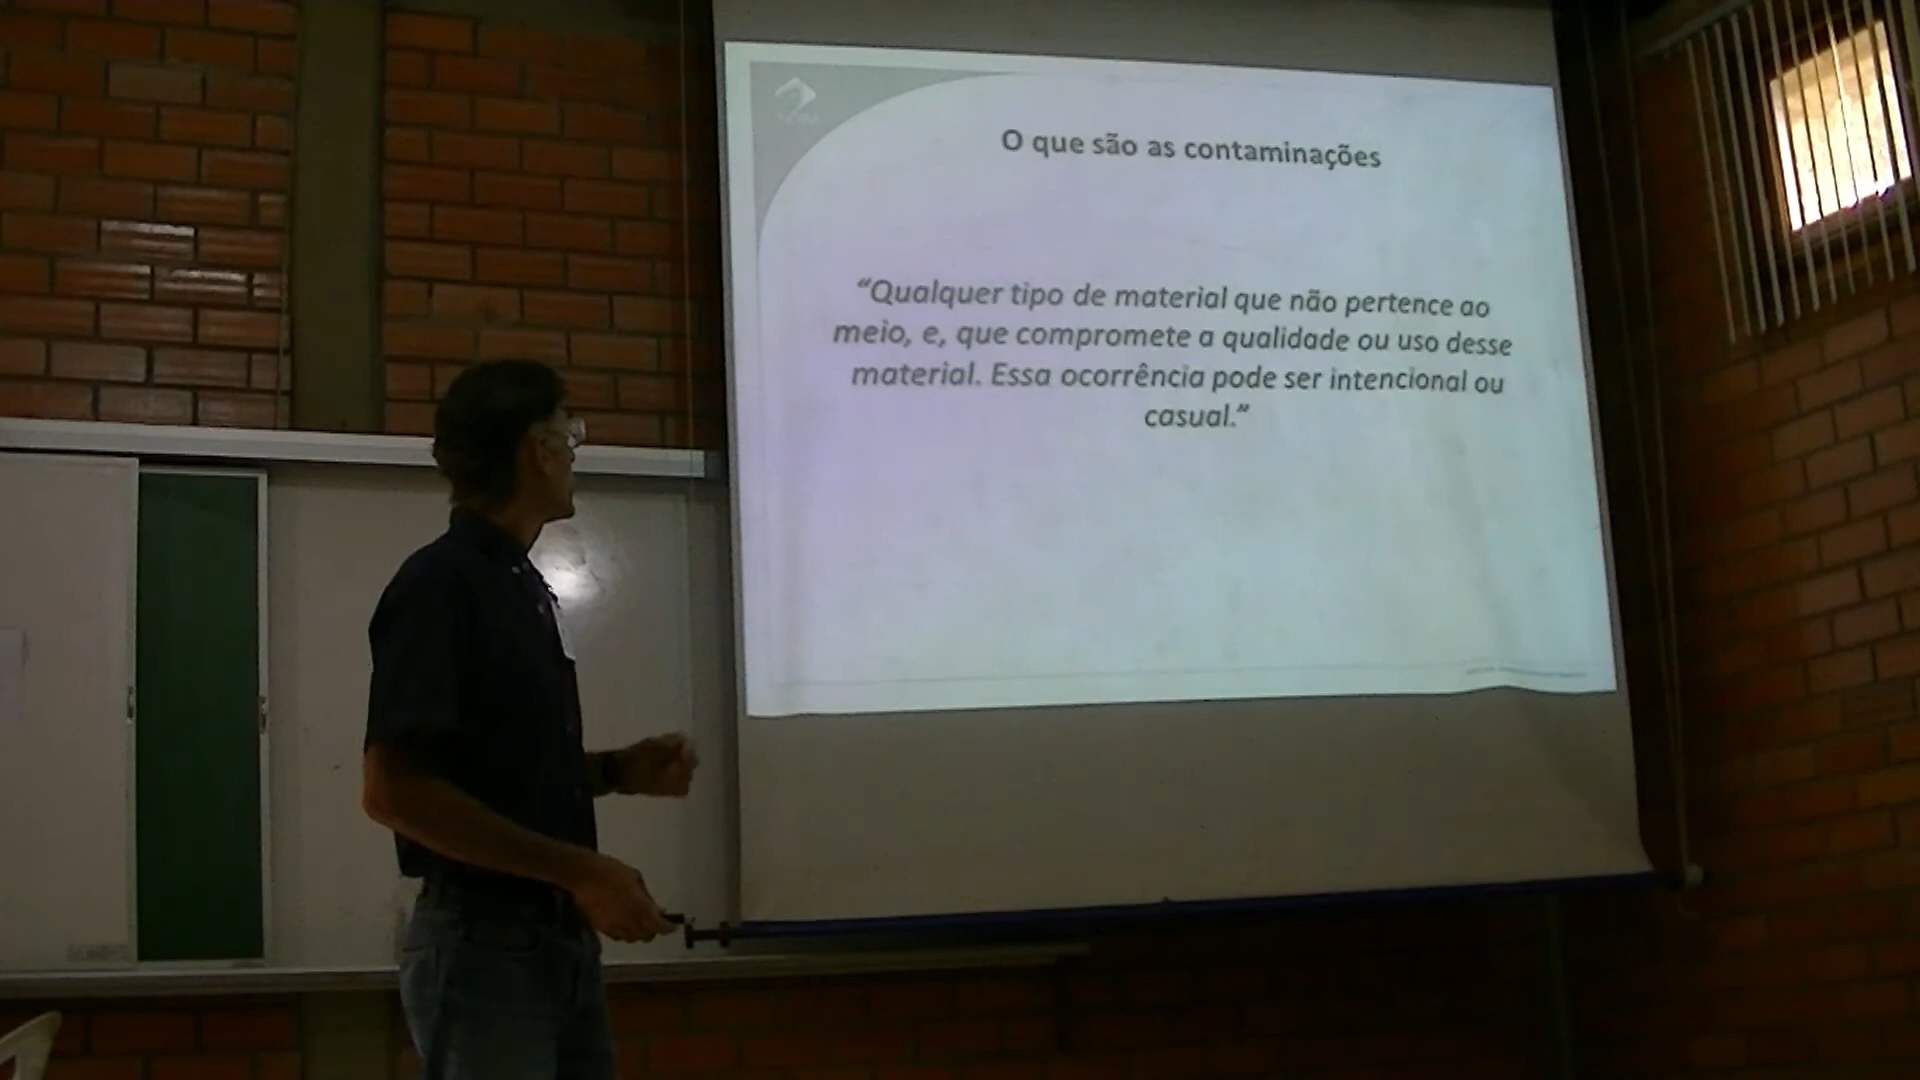 O que são as contaminações
“Qualquer tipo de material que não pertence ao
meio, e, que compromete a qualidade ou uso desse
material. Essa ocorrência pode ser intencional ou
casual.”